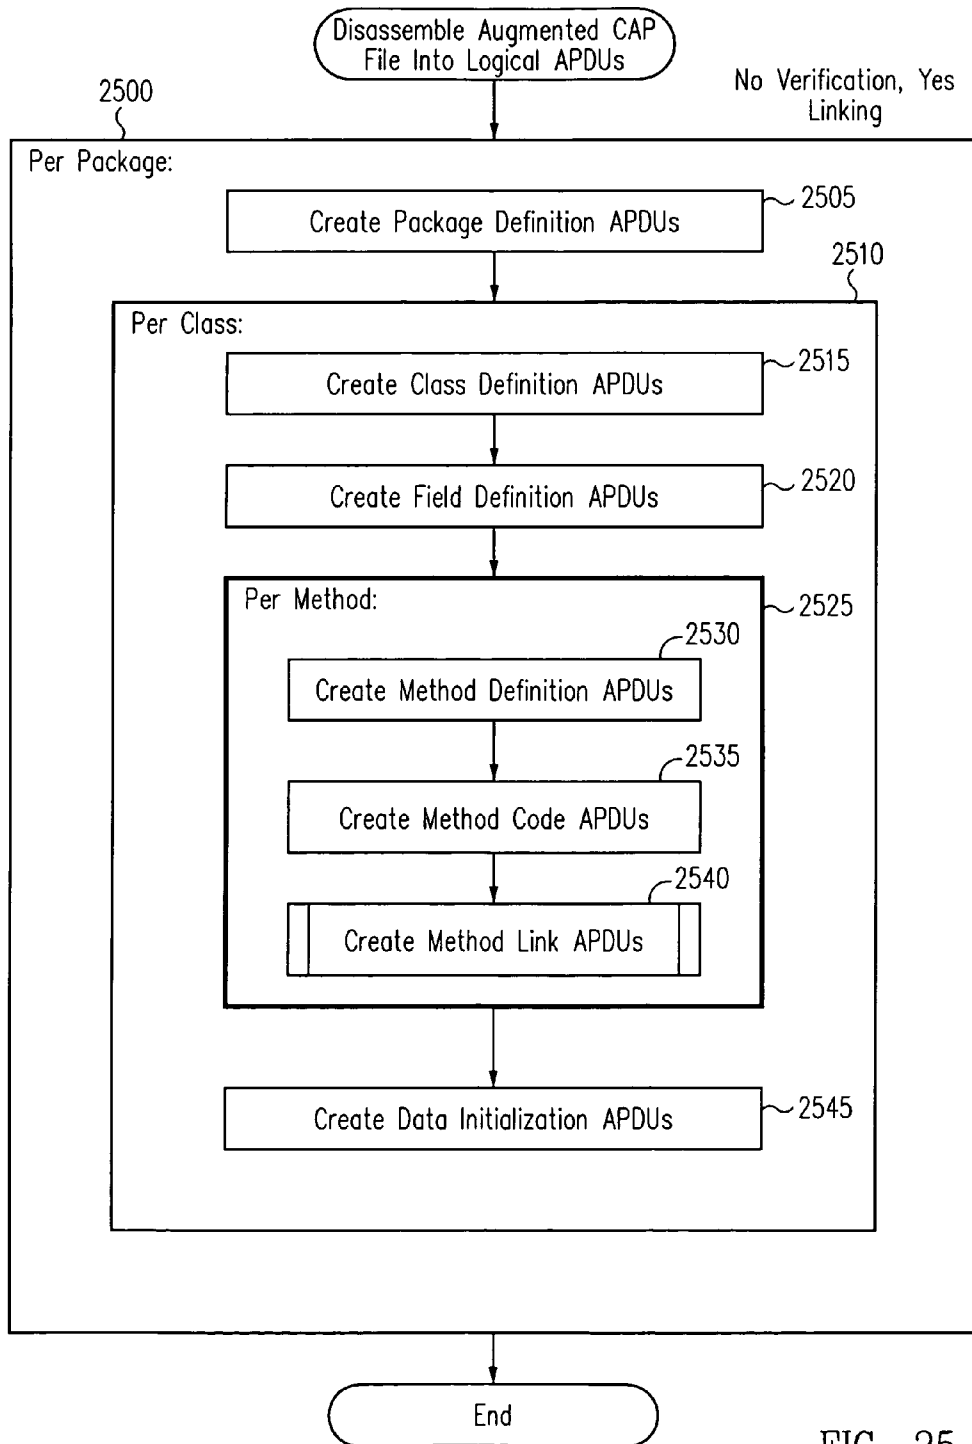 Disassemble Augmented CAP
File Into Logical APDUs
No Verification, Yes
Linking
2500
Per Package:
2505
Create Package Definition APDUs
2510
Per Class:
2515
Create Class Definition APDUs
2520
Create Field Definition APDUs
2525
Per Method:
2530
Create Method Definition APDUs
2535
Create Method Code APDUs
2540
Create Method Link APDUs
2545
Create Data Initialization APDUs
End
FIG. 25